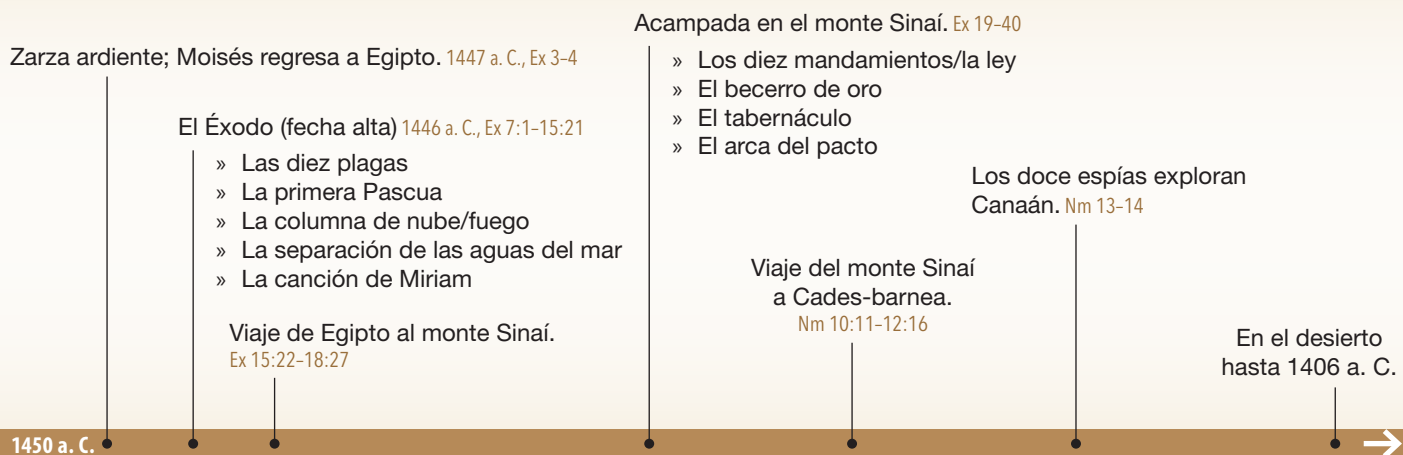 Zarza ardiente; Moisés regresa a Egipto. 1447 a. C., Ex 3–4
El Éxodo (fecha alta) 1446 a. C., Ex 7:1–15:21
» Las diez plagas
» La primera Pascua
» La columna de nube/fuego
» La separación de las aguas del mar
» La canción de Miriam
Viaje de Egipto al monte Sinaí.
Ex 15:22–18:27
Acampada en el monte Sinaí. Ex 19–40
» Los diez mandamientos/la ley
» El becerro de oro
» El tabernáculo
» El arca del pacto
Viaje del monte Sinaí
a Cades-barnea.
Nm 10:11–12:16
Los doce espías exploran
Canaán. Nm 13–14
En el desierto
hasta 1406 a. C.
1450 a. C.